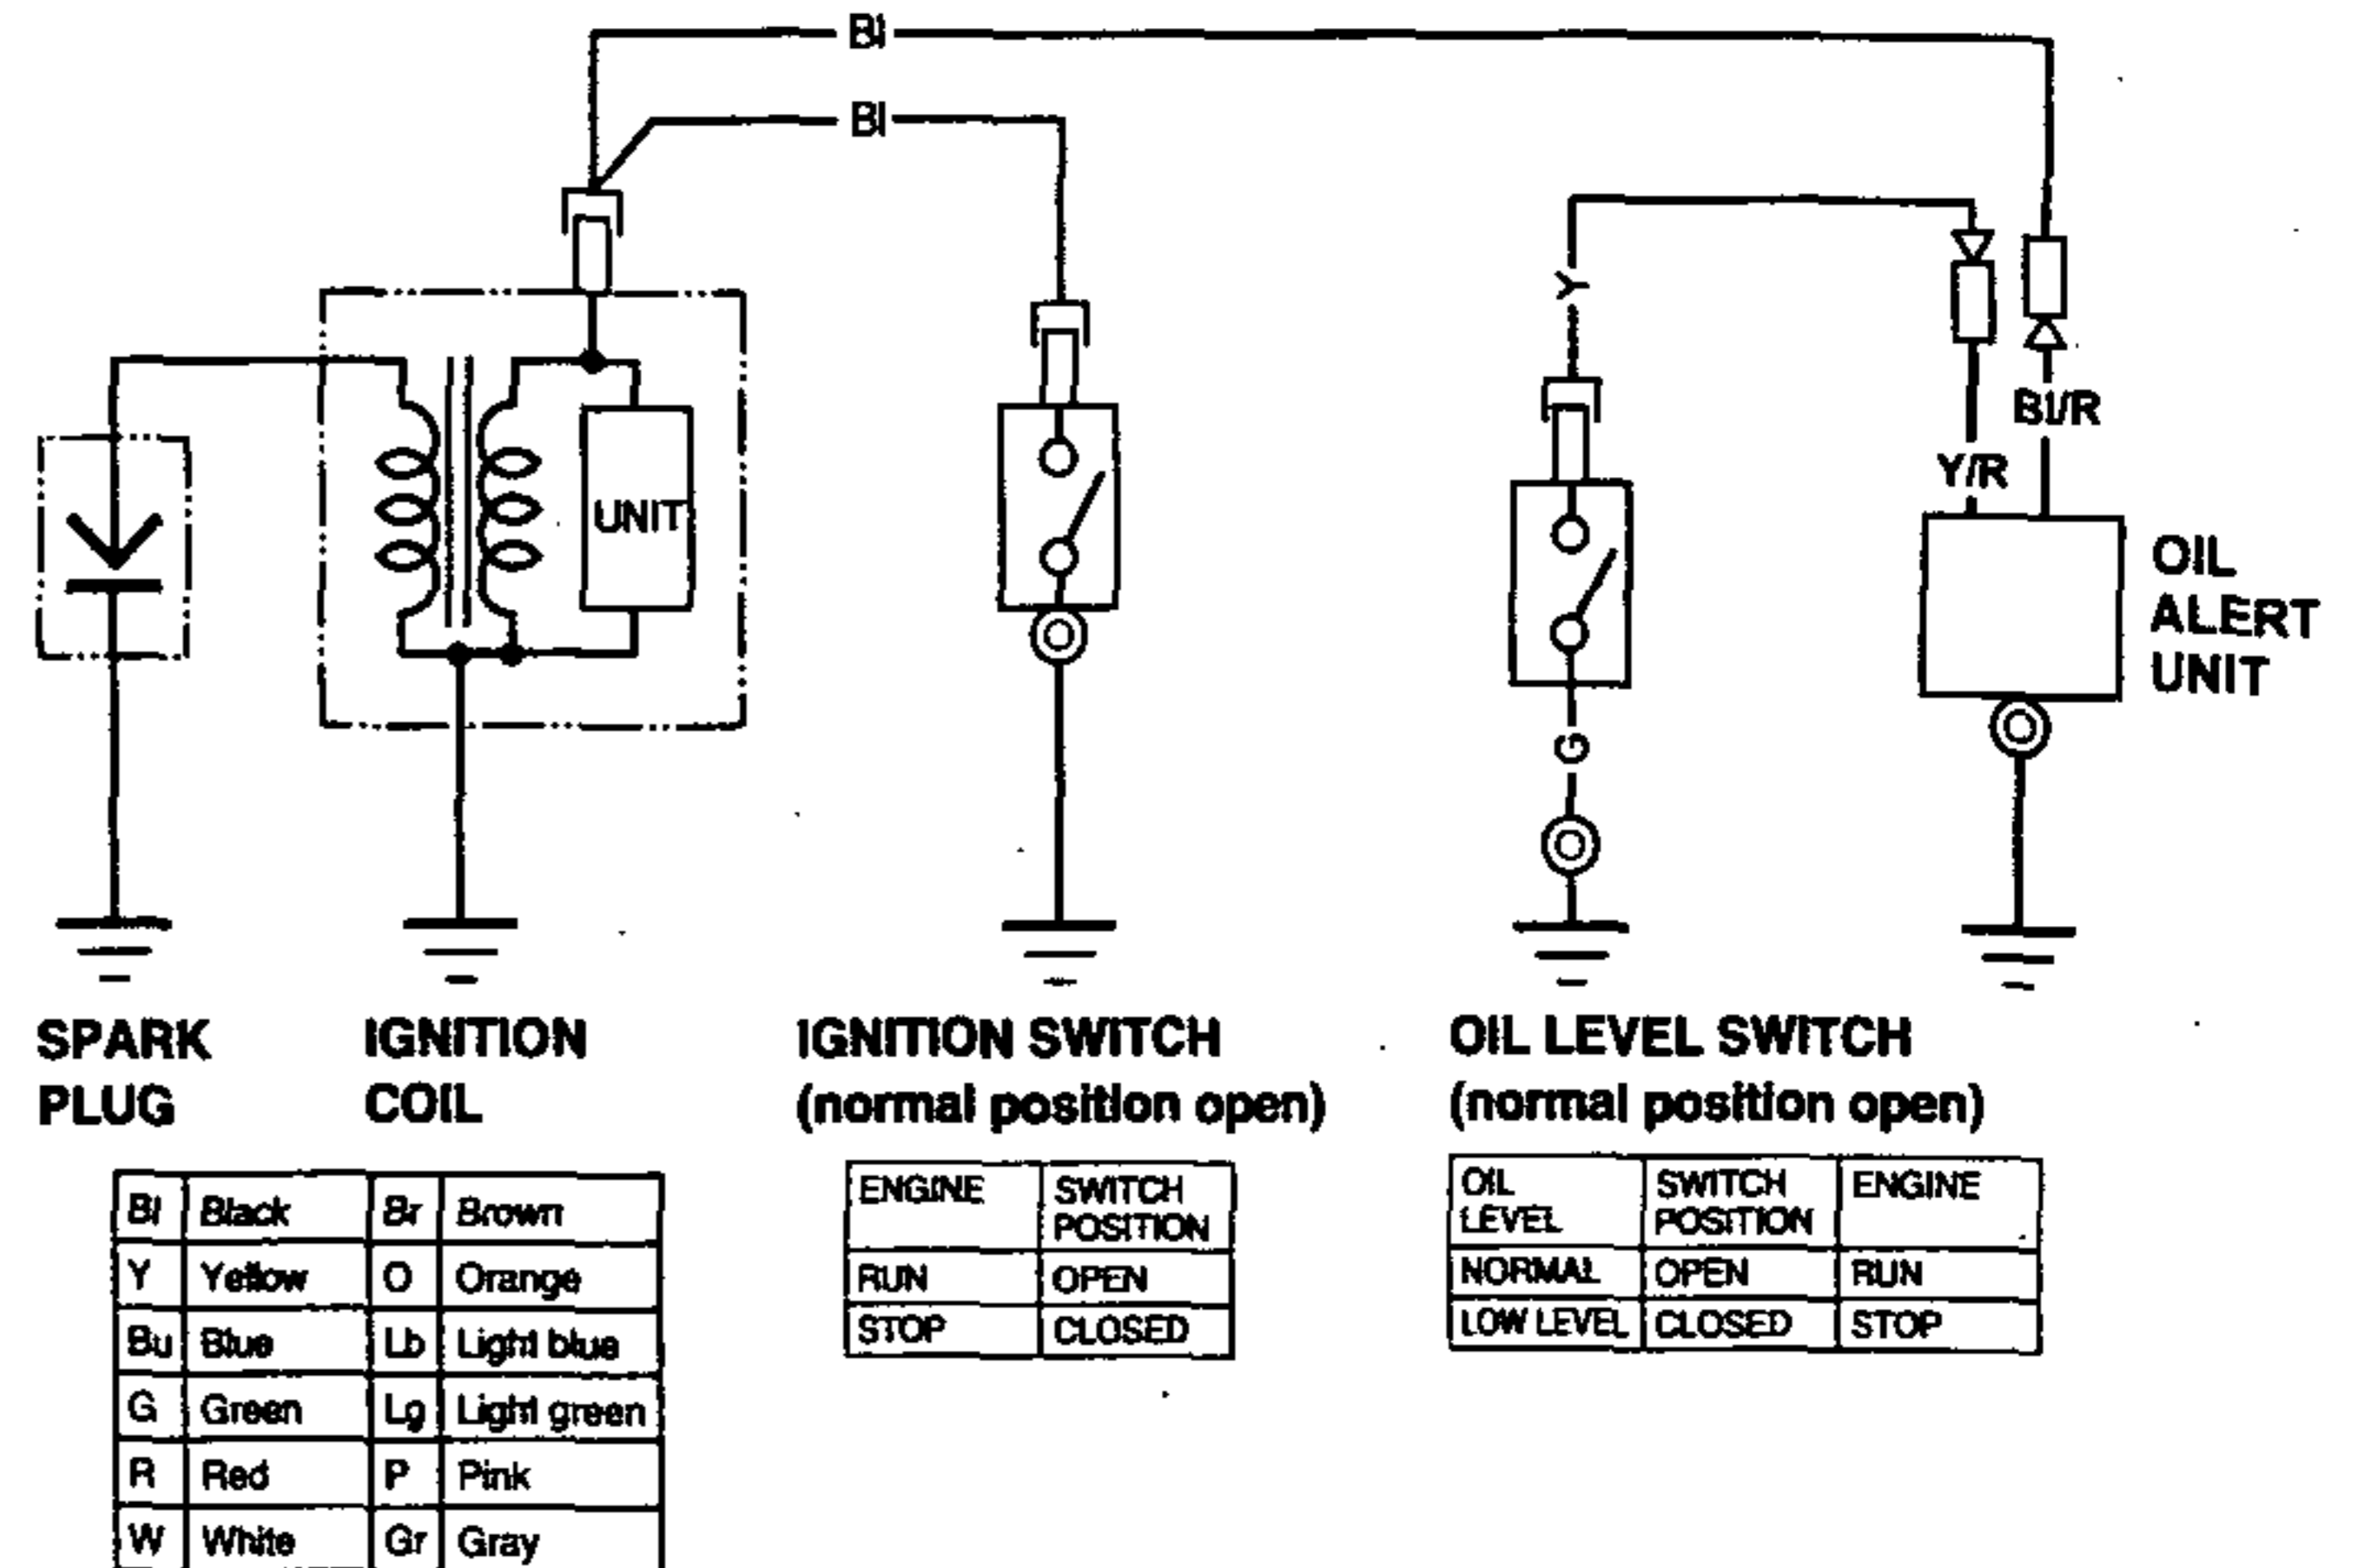 Bl
Bl
Y
Bl/R
Y/R
UNIT
OIL
ALERT
UNIT
G
SPARK
PLUG
IGNITION
COIL
IGNITION SWITCH
(normal position open)
OIL LEVEL SWITCH
(normal position open)
Bl Black Br Brown
Y Yellow O Orange
Bu Blue Lb Light blue
G Green Lg Light green
R Red P Pink
W White Gr Gray
ENGINE SWITCH
POSITION
RUN OPEN
STOP CLOSED
OIL
LEVEL SWITCH
POSITION ENGINE
NORMAL OPEN RUN
LOW LEVEL CLOSED STOP